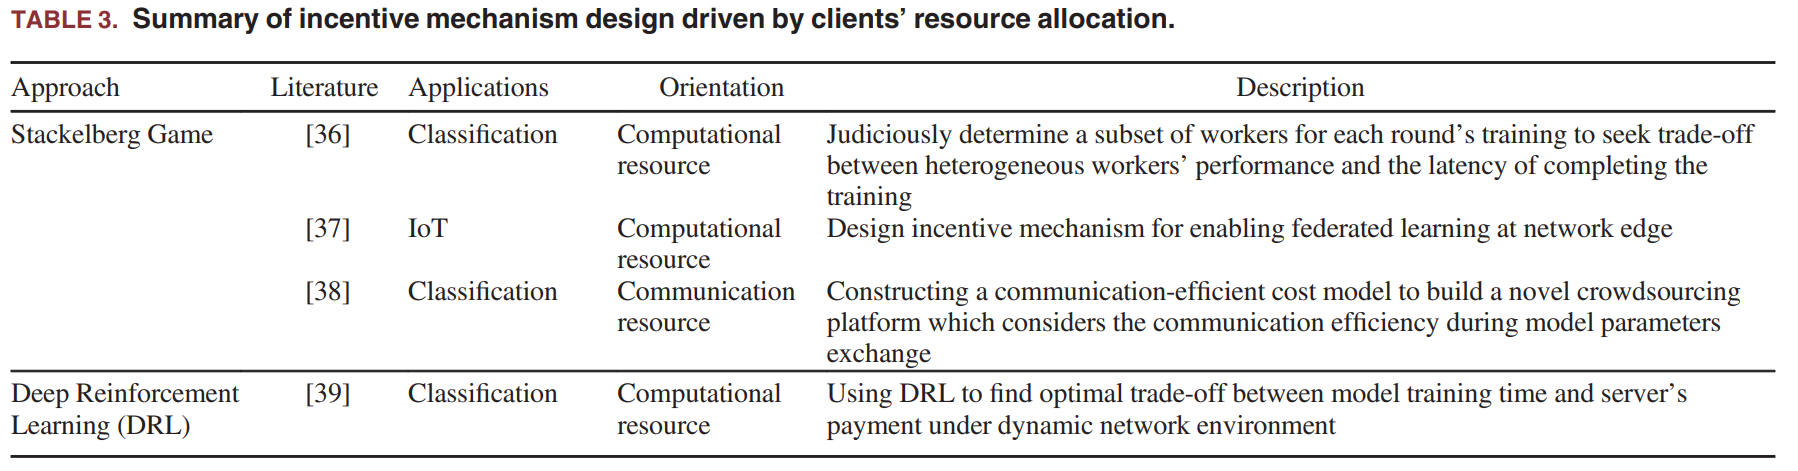 TABLE 3. Summary of incentive mechanism design driven by clients’ resource allocation.
Approach Literature Applications Orientation Description
Stackelberg Game [36] Classification Computational Judiciously determine a subset of workers for each round’s training to seek trade-off
resource between heterogeneous workers’ performance and the latency of completing the
training
[37] IoT Computational Design incentive mechanism for enabling federated learning at network edge
resource
[38] Classification Communication Constructing a communication-efficient cost model to build a novel crowdsourcing
resource platform which considers the communication efficiency during model parameters
exchange
Deep Reinforcement [39] Classification Computational Using DRL to find optimal trade-off between model training time and server’s
Learning (DRL) resource payment under dynamic network environment